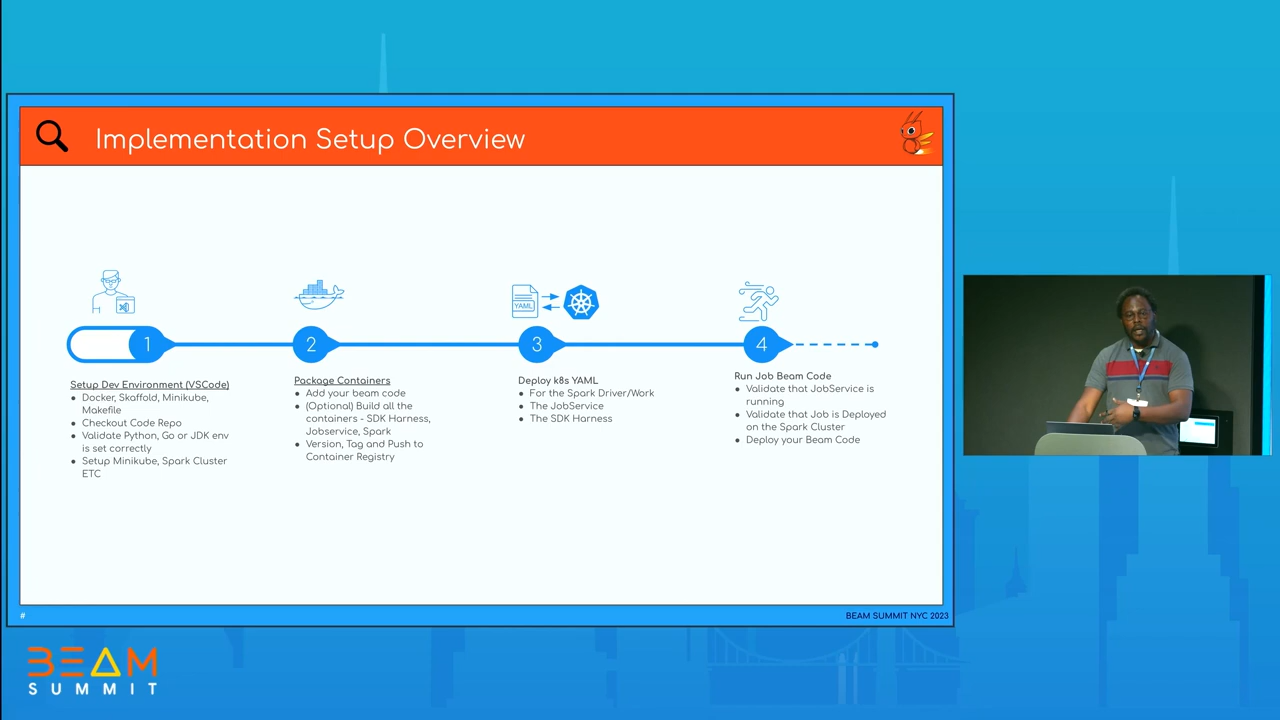 Implementation Setup Overview
YAML
1
2
3
4
Setup Dev Environment (VSCode)
● Docker, Skaffold, Minikube,
Makefile
● Checkout Code Repo
● Validate Python, Go or JDK env
is set correctly
● Setup Minikube, Spark Cluster
ETC
Package Containers
● Add your beam code
● (Optional) Build all the
containers - SDK Harness,
Jobservice, Spark
● Version, Tag and Push to
Container Registry
Deploy k8s YAML
● For the Spark Driver/Work
● The JobService
● The SDK Harness
Run Job Beam Code
● Validate that JobService is
running
● Validate that Job is Deployed
on the Spark Cluster
● Deploy your Beam Code
#
BEAM SUMMIT NYC 2023
BEAM
SUMMIT